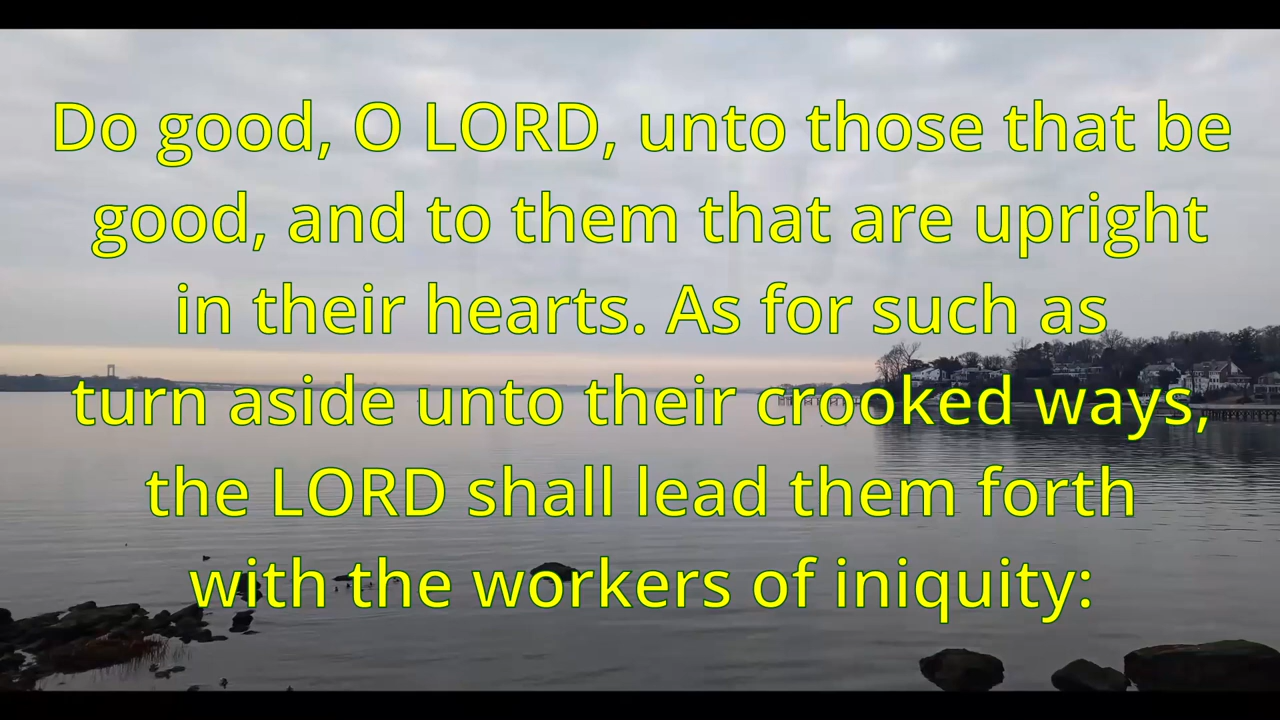 Do good, O LORD, unto those that be
good, and to them that are upright
in their hearts. As for such as
turn aside unto their crooked ways,
the LORD shall lead them forth
with the workers of iniquity: